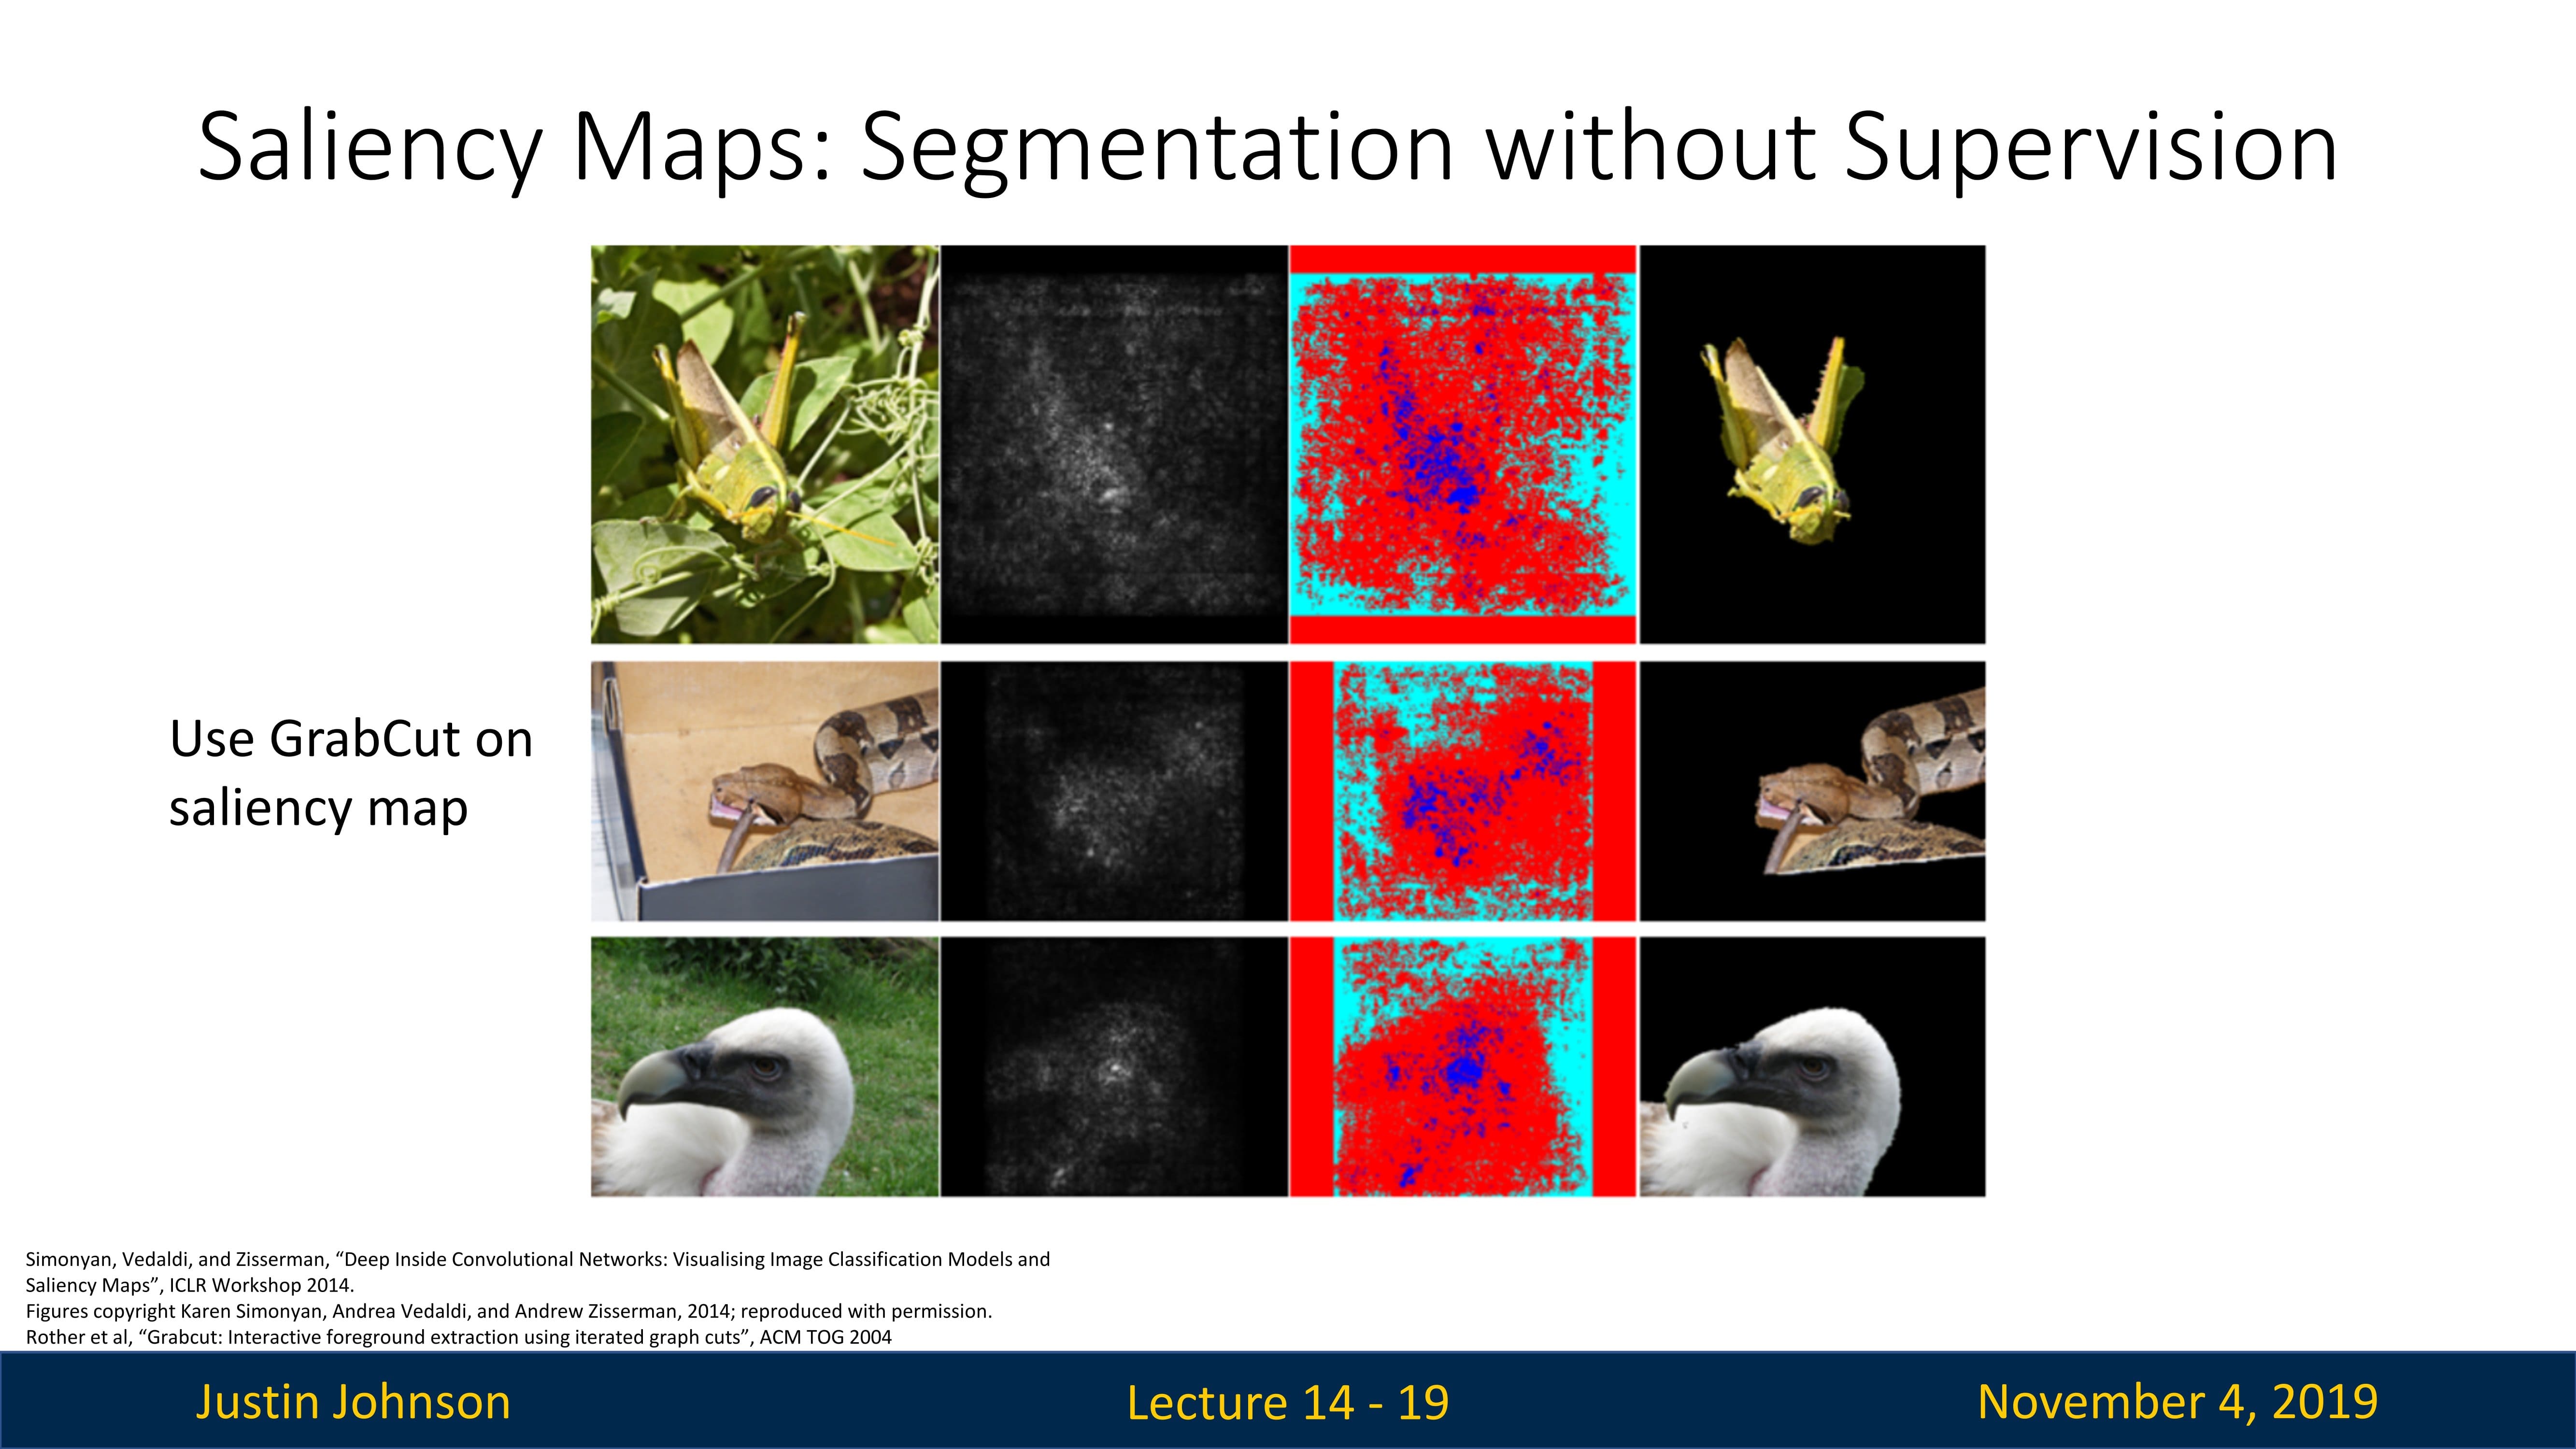 Saliency Maps: Segmentation without Supervision
Use GrabCut on
saliency map
Simonyan, Vedaldi, and Zisserman, “Deep Inside Convolutional Networks: Visualising Image Classification Models and
Saliency Maps”, ICLR Workshop 2014.
Figures copyright Karen Simonyan, Andrea Vedaldi, and Andrew Zisserman, 2014; reproduced with permission.
Rother et al, “Grabcut: Interactive foreground extraction using iterated graph cuts”, ACM TOG 2004
Justin Johnson
Lecture 14 - 19
November 4, 2019